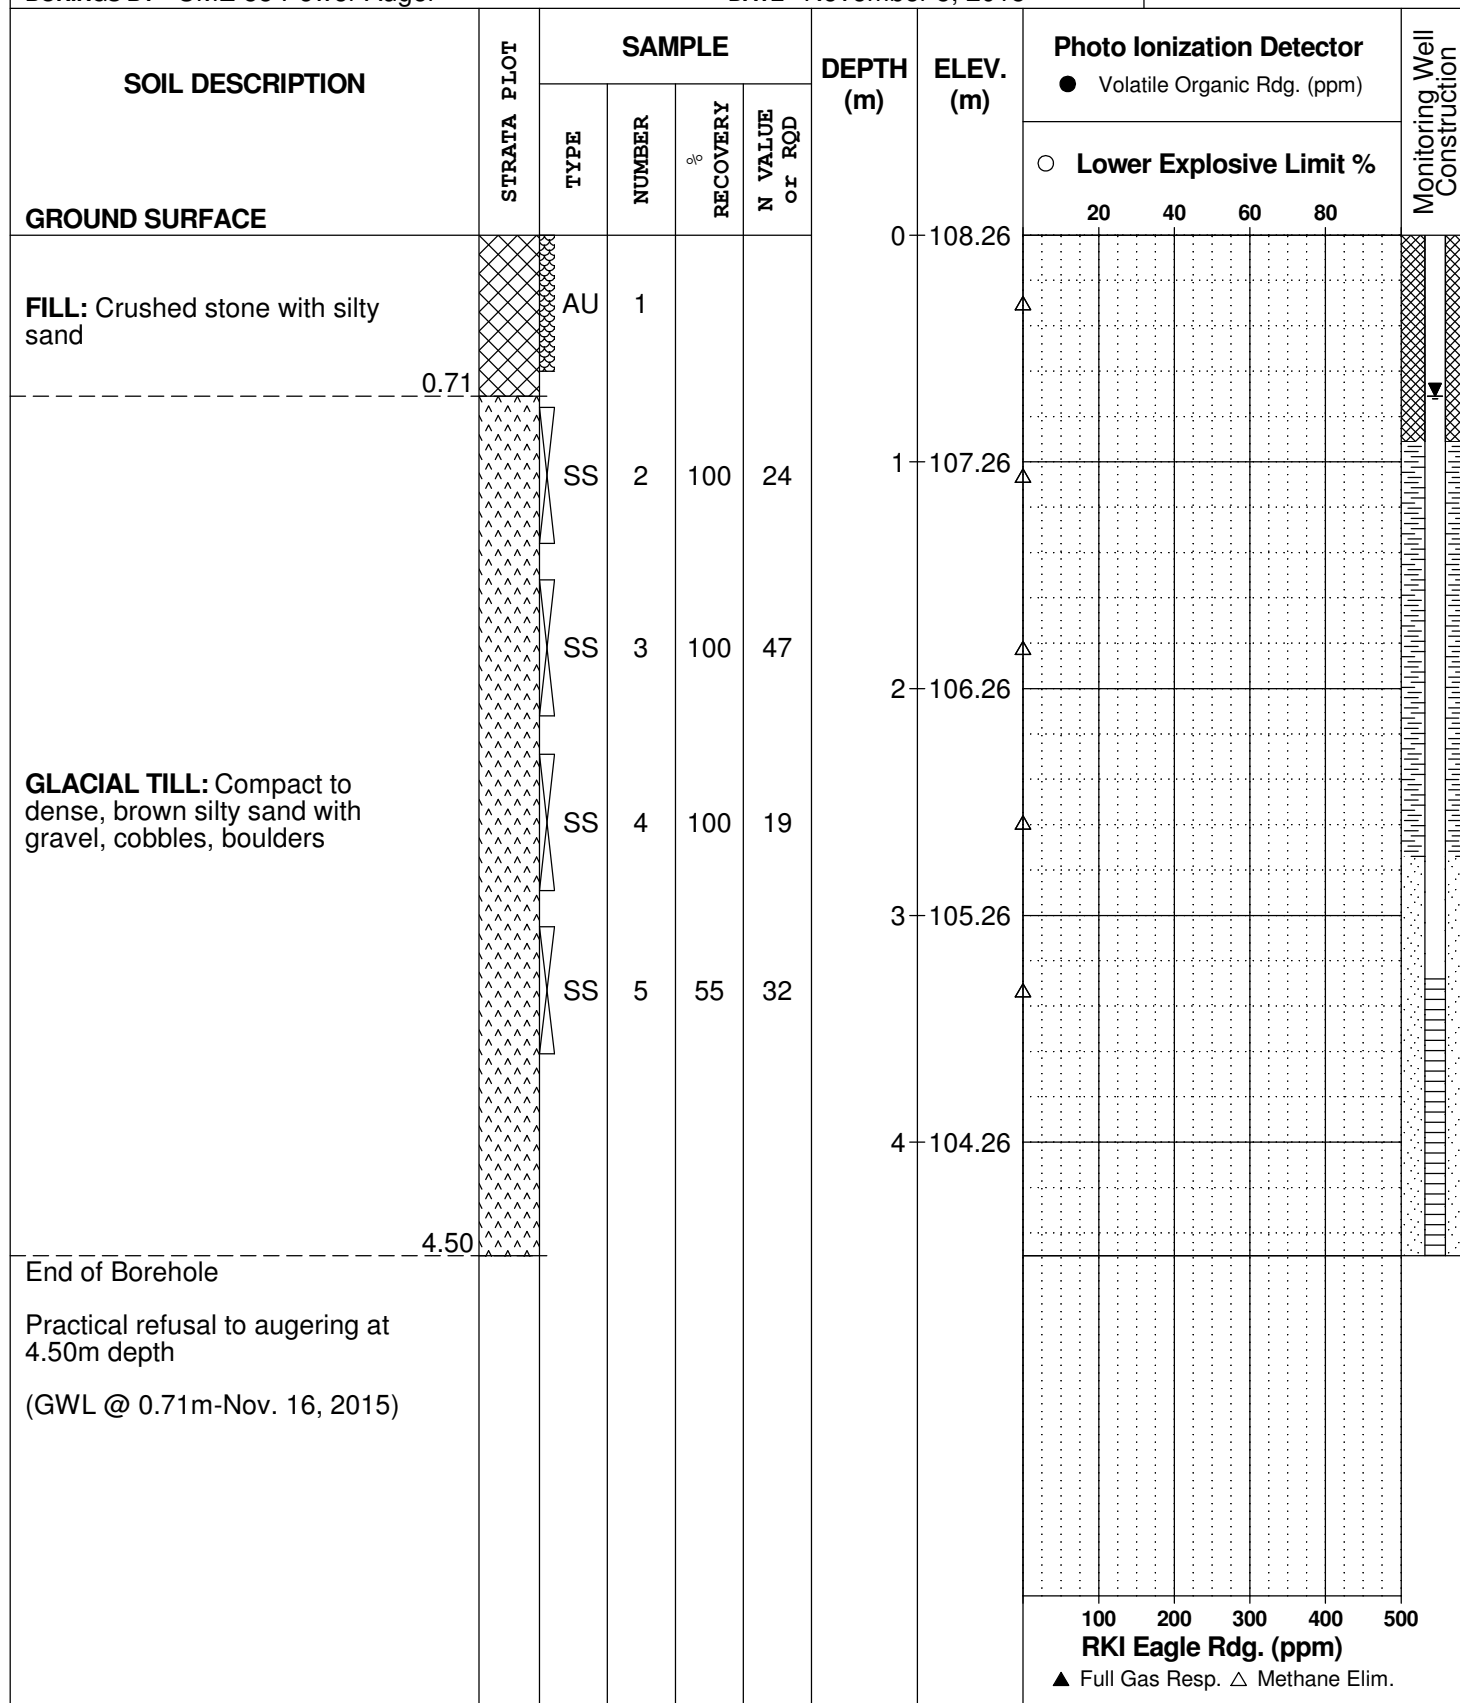 SOIL DESCRIPTION
GROUND SURFACE
STRATA PLOT
SAMPLE
TYPE
NUMBER
%
RECOVERY
N VALUE
or RQD
DEPTH
(m)
ELEV.
(m)
Photo Ionization Detector
● Volatile Organic Rdg. (ppm)
○ Lower Explosive Limit %
20 40 60 80
Monitoring Well
Construction
0 108.26
FILL: Crushed stone with silty
sand
AU 1
0.71
SS 2 100 24
1 107.26
SS 3 100 47
2 106.26
GLACIAL TILL: Compact to
dense, brown silty sand with
gravel, cobbles, boulders
SS 4 100 19
3 105.26
SS 5 55 32
4 104.26
4.50
End of Borehole
Practical refusal to augering at
4.50m depth
(GWL @ 0.71m-Nov. 16, 2015)
100 200 300 400 500
RKI Eagle Rdg. (ppm)
▲ Full Gas Resp. △ Methane Elim.